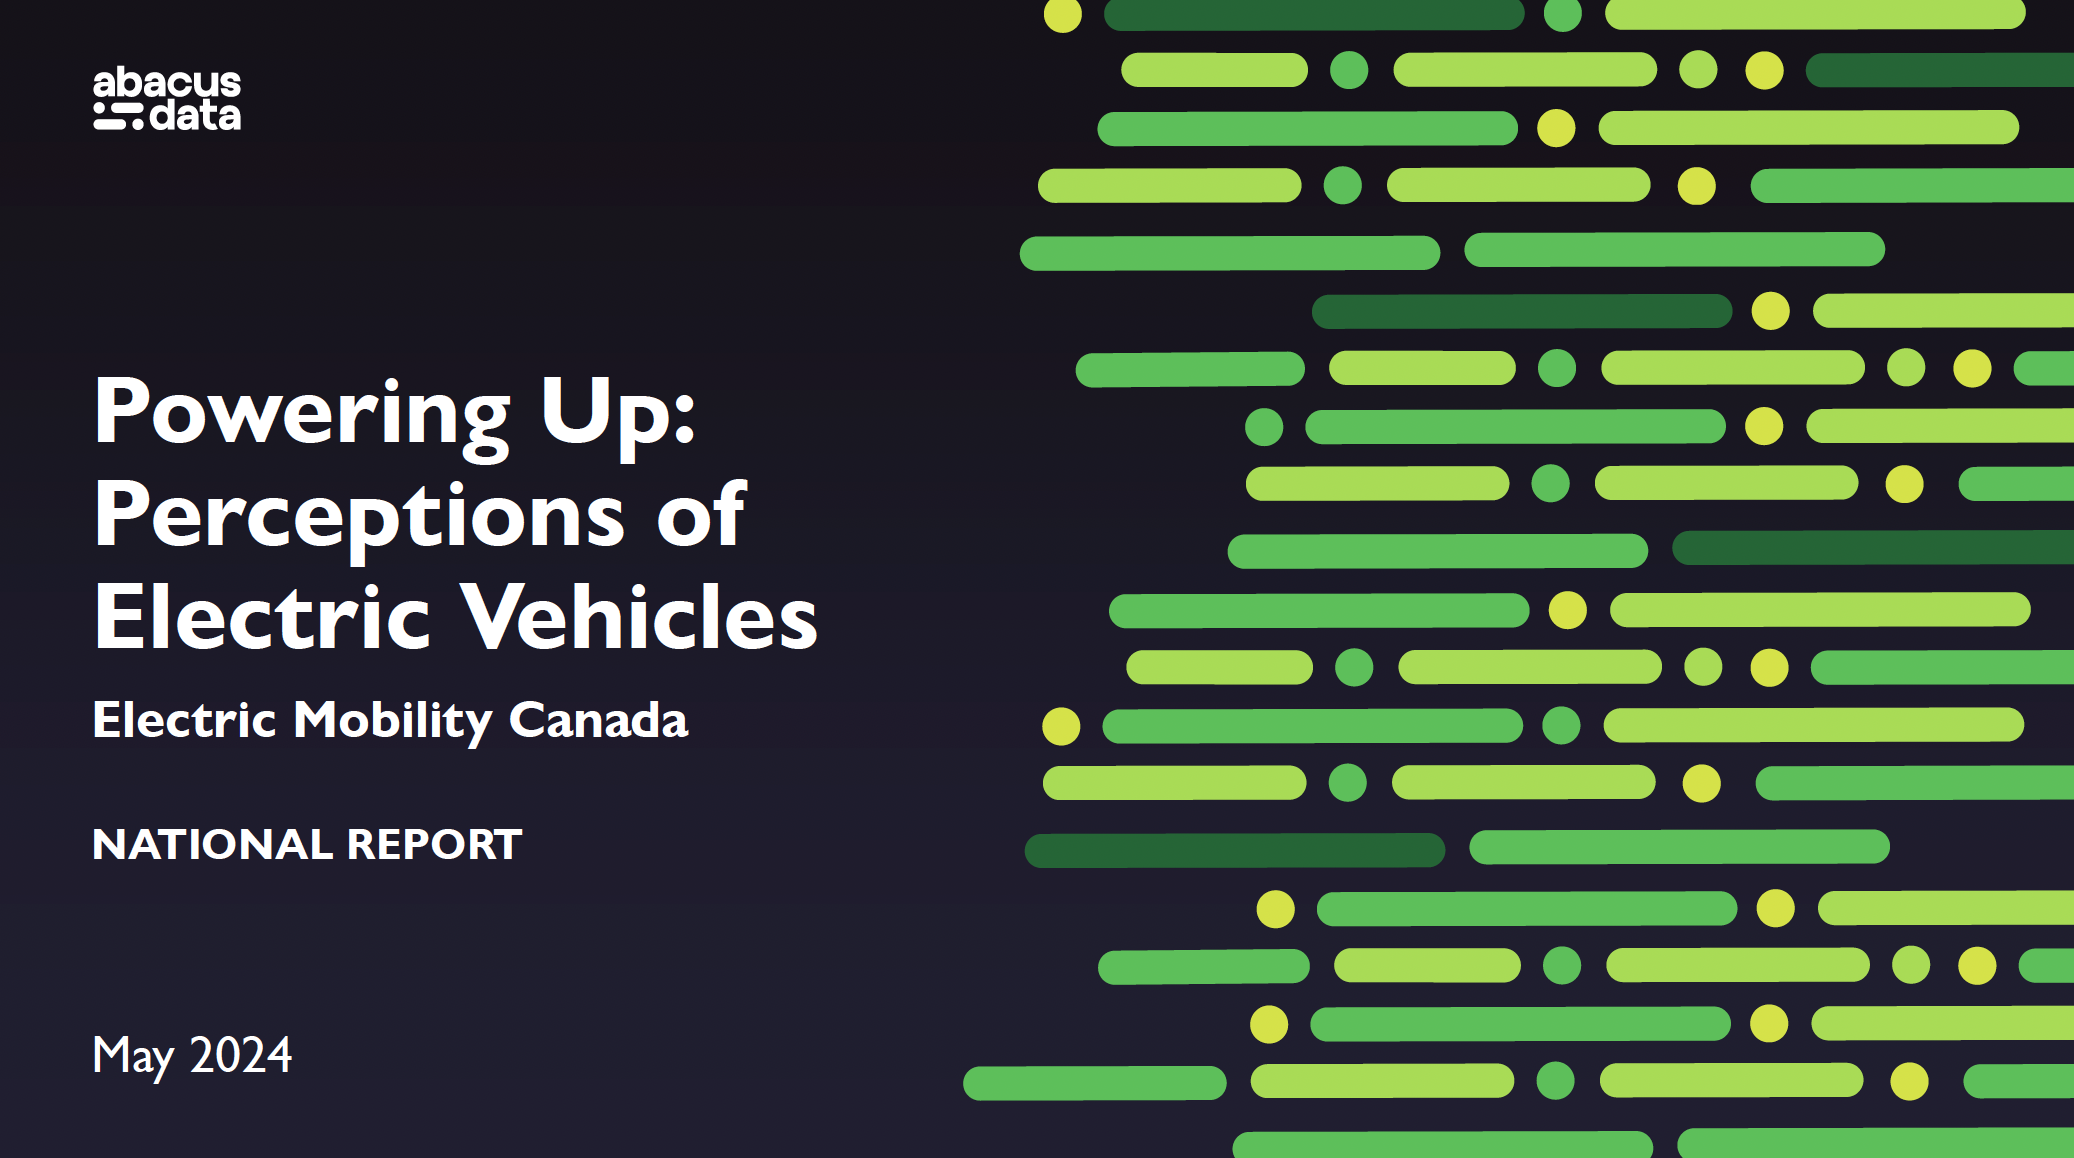 abacus
data
Powering Up:
Perceptions of
Electric Vehicles
Electric Mobility Canada
NATIONAL REPORT
May 2024